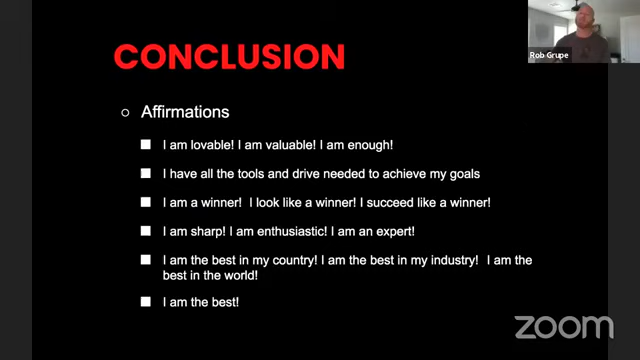 CONCLUSION
Rob Grupe
Affirmations
I am lovable! I am valuable! I am enough!
I have all the tools and drive needed to achieve my goals
I am a winner! I look like a winner! I succeed like a winner!
I am sharp! I am enthusiastic! I am an expert!
I am the best in my country! I am the best in my industry! I am the
best in the world!
I am the best!
zoom